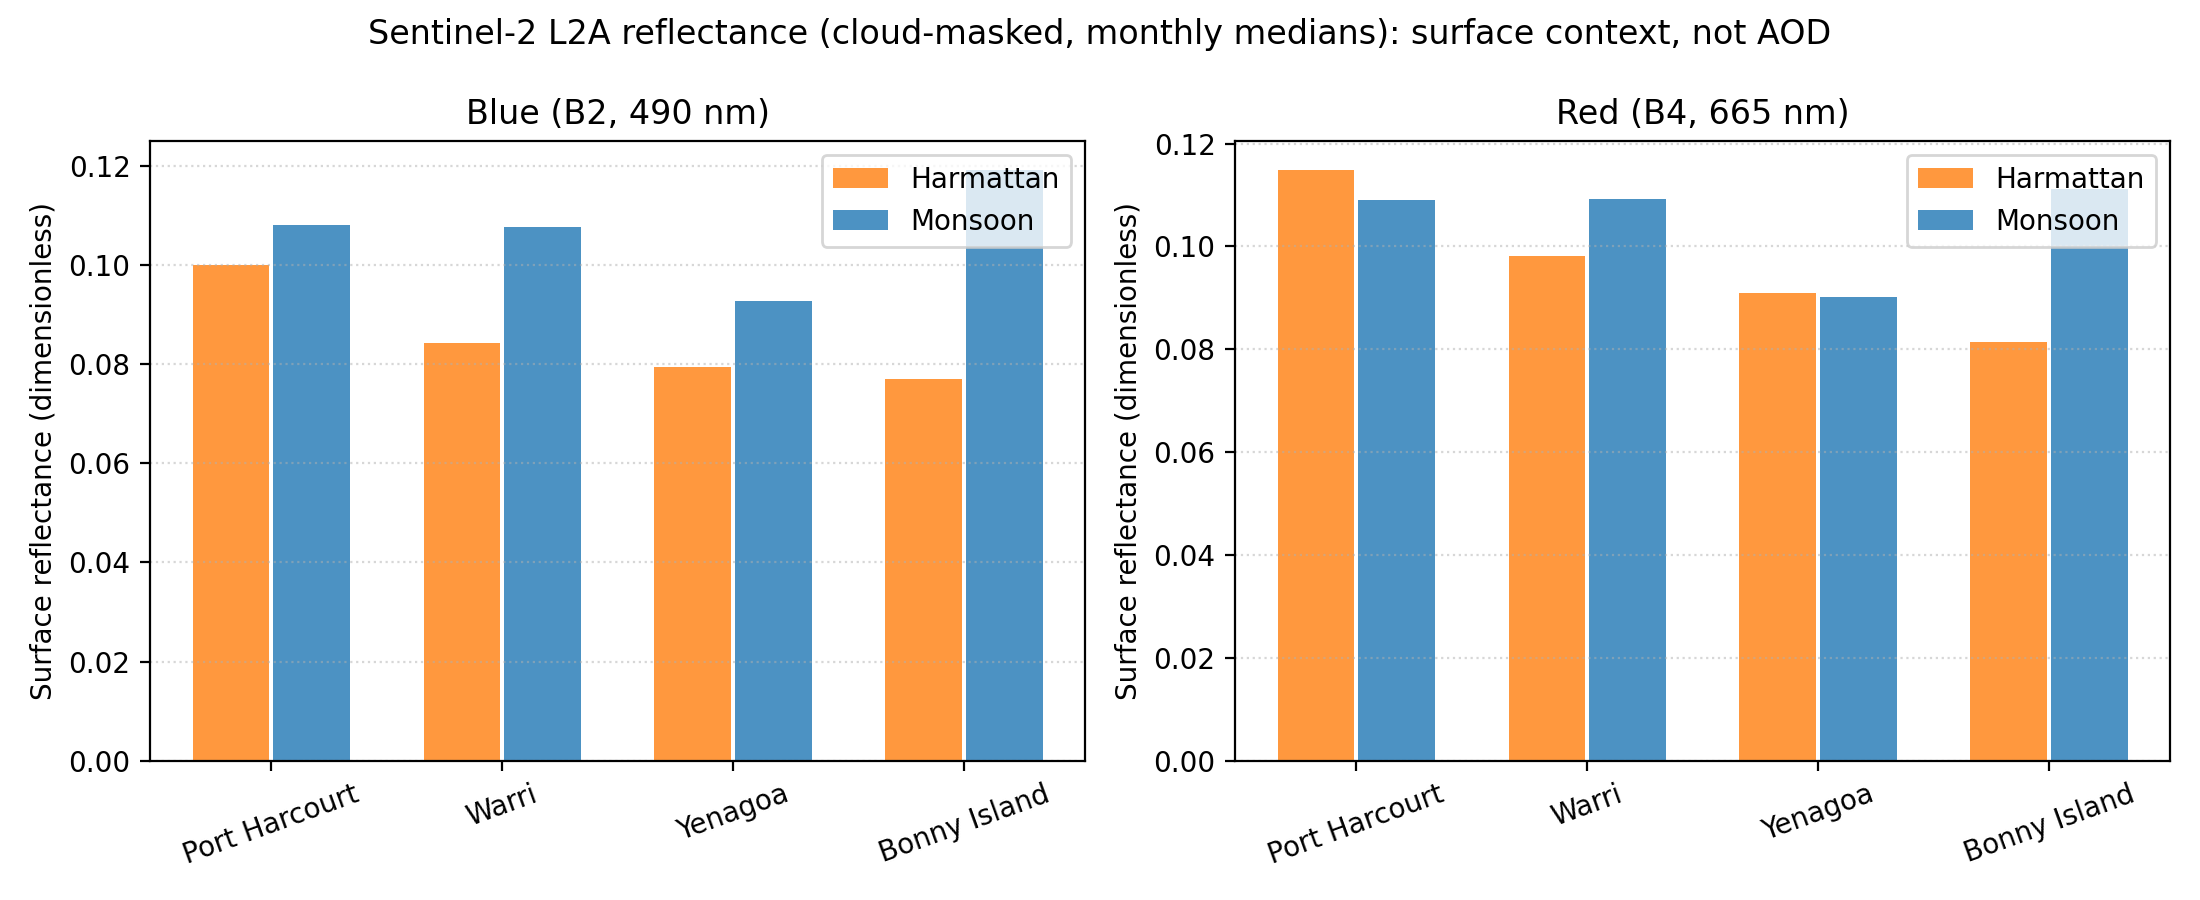 Sentinel-2 L2A reflectance (cloud-masked, monthly medians): surface context, not AOD
Blue (B2, 490 nm)
Surface reflectance (dimensionless)
0.12
0.10
0.08
0.06
0.04
0.02
0.00
Harmattan
Monsoon
Port Harcourt
Warri
Yenagoa
Bonny Island
Red (B4, 665 nm)
Surface reflectance (dimensionless)
0.12
0.10
0.08
0.06
0.04
0.02
0.00
Harmattan
Monsoon
Port Harcourt
Warri
Yenagoa
Bonny Island